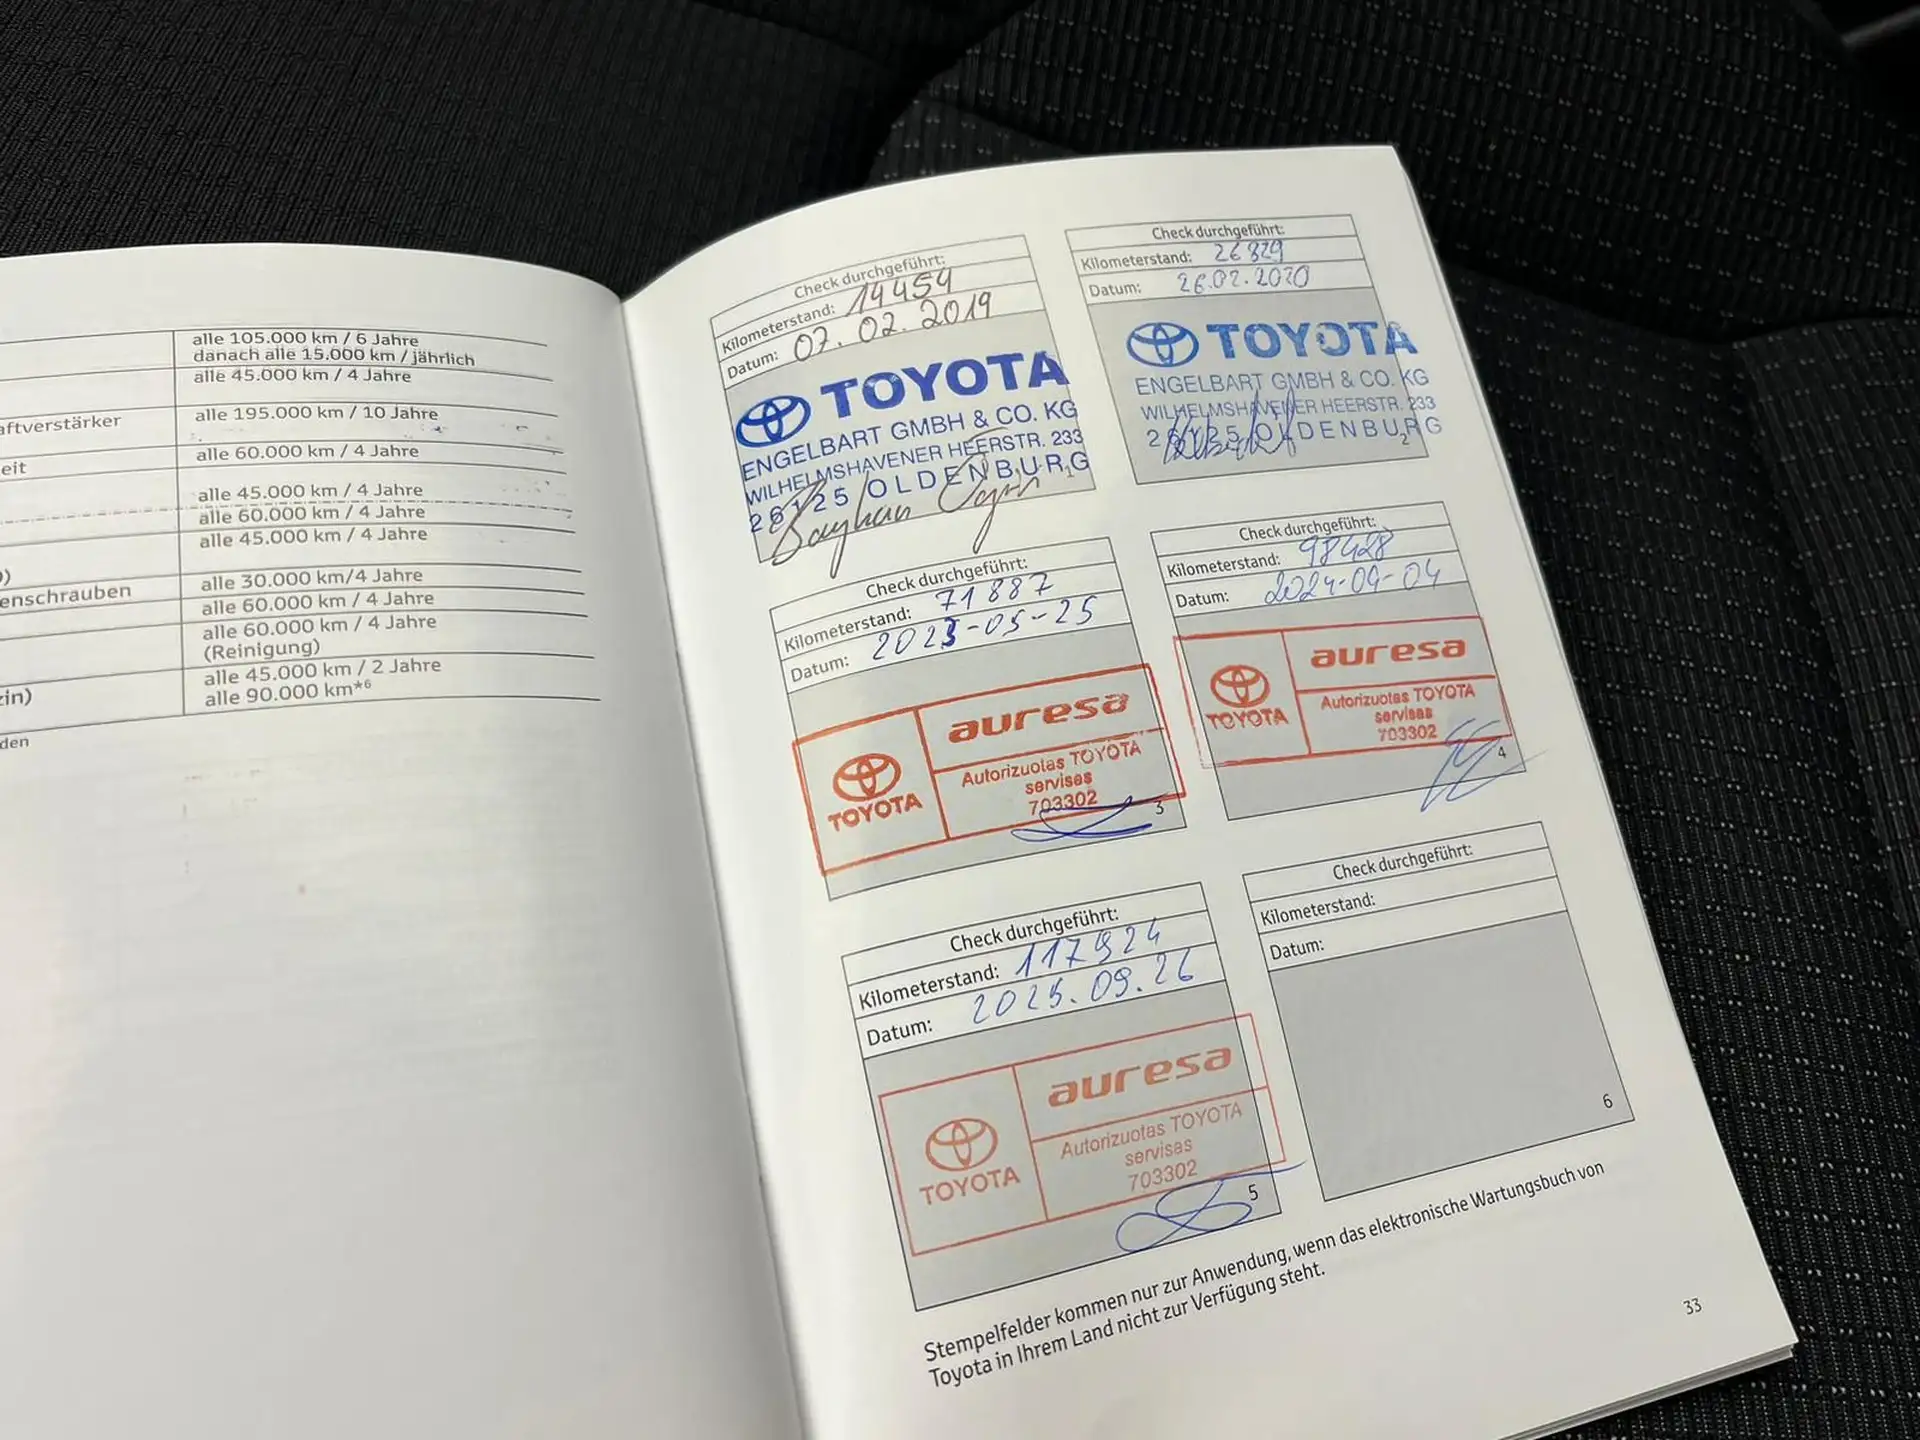 alle 105.000 km / 6 Jahre
danach alle 15.000 km / jährlich
alle 45.000 km / 4 Jahre
aftverstärker
alle 195.000 km / 10 Jahre
eit
alle 60.000 km / 4 Jahre
alle 45.000 km / 4 Jahre
alle 60.000 km / 4 Jahre
alle 45.000 km / 4 Jahre
)
enschrauben
alle 30.000 km/4 Jahre
alle 60.000 km / 4 Jahre
alle 60.000 km / 4 Jahre
(Reinigung)
zin)
alle 45.000 km / 2 Jahre
alle 90.000 km*6
den
Check durchgeführt:
Kilometerstand: 14454
Datum: 07.02.2019
TOYOTA
ENGELBART GMBH & CO. KG
WILHELMSHAVENER HEERSTR. 233
26125 OLDENBURG
1
Check durchgeführt:
Kilometerstand: 26329
Datum: 26.02.2020
TOYOTA
ENGELBART GMBH & CO. KG
WILHELMSHAVENER HEERSTR. 233
26125 OLDENBURG
2
Check durchgeführt:
Kilometerstand: 71887
Datum: 2023-05-25
TOYOTA
auresa
Autorizuotas TOYOTA
servisas
703302
3
Check durchgeführt:
Kilometerstand: 98428
Datum: 2024-09-04
TOYOTA
auresa
Autorizuotas TOYOTA
servisas
703302
4
Check durchgeführt:
Kilometerstand: 117924
Datum: 2025.09.26
TOYOTA
auresa
Autorizuotas TOYOTA
servisas
703302
5
Check durchgeführt:
Kilometerstand:
Datum:
6
Stempelfelder kommen nur zur Anwendung, wenn das elektronische Wartungsbuch von
Toyota in Ihrem Land nicht zur Verfügung steht.
33